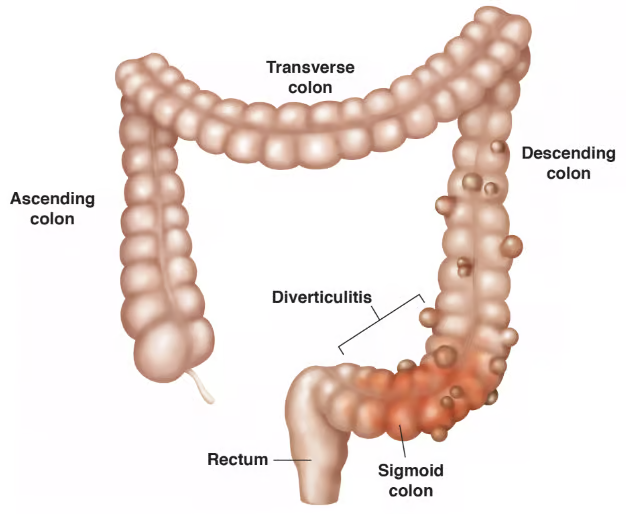 Transverse
colon
Descending
colon
Ascending
colon
Diverticulitis
Rectum
Sigmoid
colon